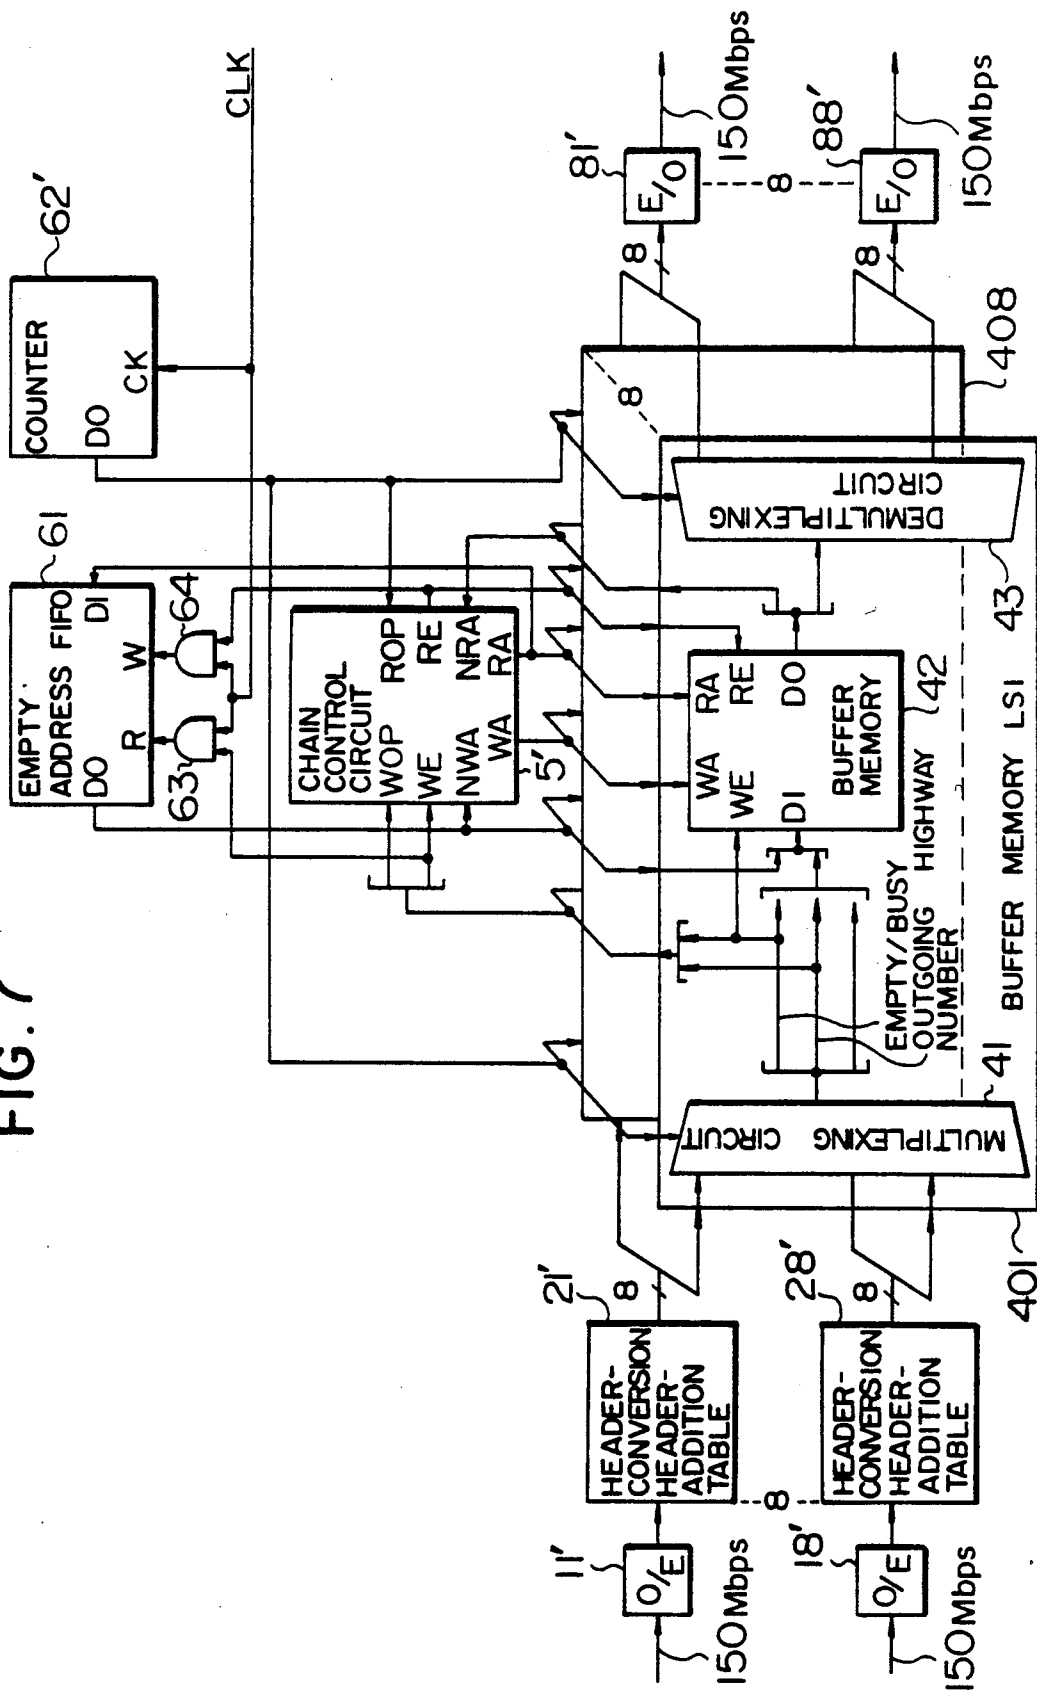 FIG. 7
COUNTER
DO
CK
62'
CLK
EMPTY
ADDRESS FIFO
DO
R
W
DI
61
63
64
CHAIN
CONTROL
CIRCUIT
WOP
ROP
WE
RE
NWA
NRA
WA
RA
5'
150Mbps
O/E
11'
HEADER-
CONVERSION
HEADER-
ADDITION
TABLE
21'
8
8
150Mbps
O/E
18'
HEADER-
CONVERSION
HEADER-
ADDITION
TABLE
28'
8
401
MULTIPLEXING
CIRCUIT
41
EMPTY/BUSY
OUTGOING HIGHWAY
NUMBER
WA
RA
WE
RE
DI
DO
BUFFER
MEMORY
42
DEMULTIPLEXING
CIRCUIT
43
BUFFER MEMORY LSI
8
408
8
E/O
81'
150Mbps
8
8
E/O
88'
150Mbps